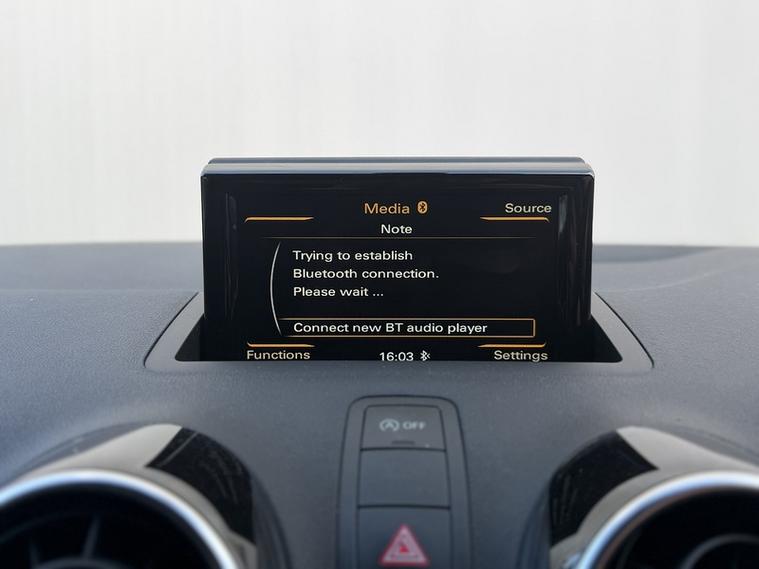 Media
Source
Note
Trying to establish
Bluetooth connection.
Please wait ...
Connect new BT audio player
Functions
16:03
Settings
A OFF